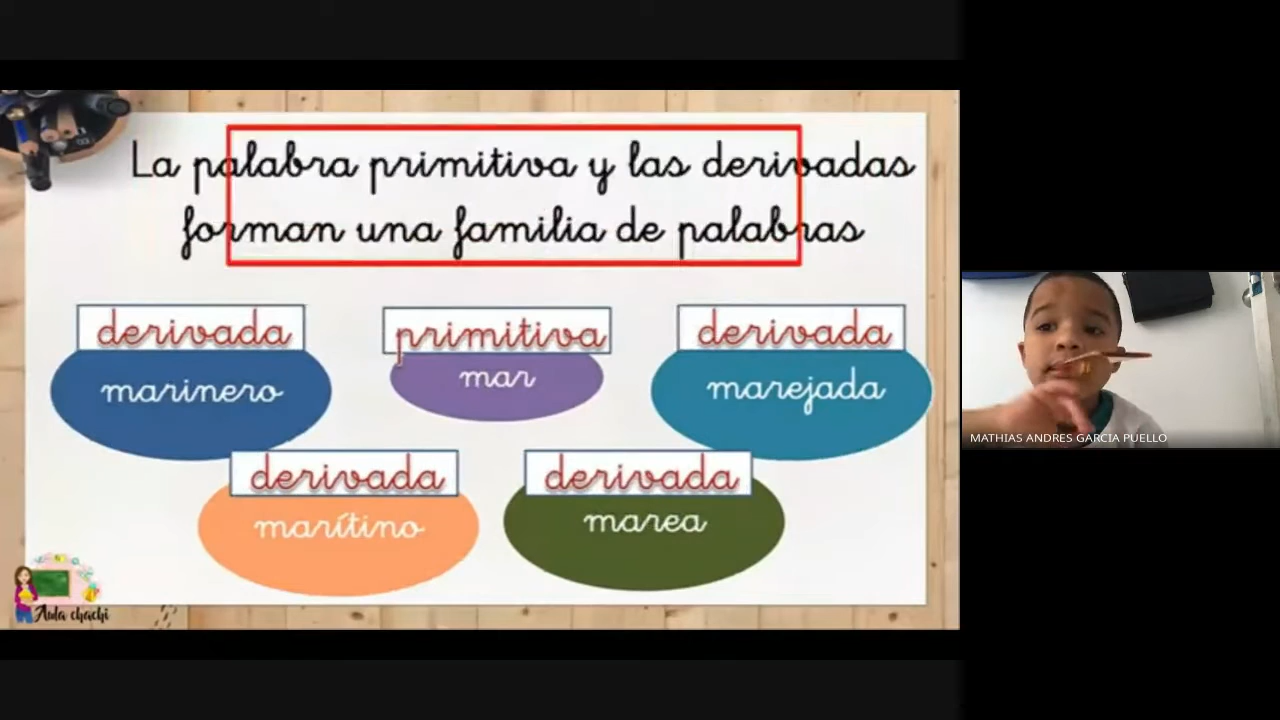 La palabra primitiva y las derivadas
forman una familia de palabras
derivada
primitiva
derivada
marinero
mar
marejada
derivada
derivada
marítino
marea
Aula chachi
MATHIAS ANDRES GARCIA PUELLO